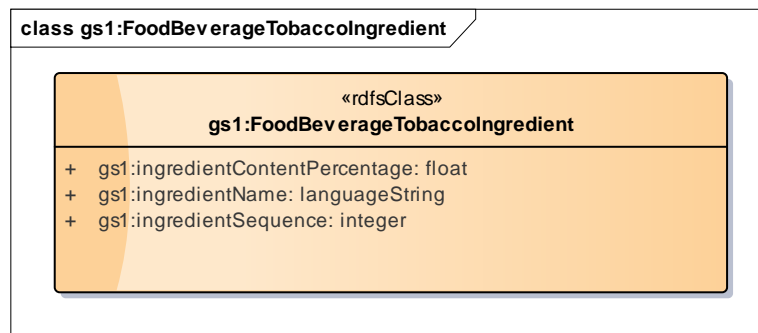 class gs1:FoodBeverageTobaccoIngredient
«rdfsClass»
gs1:FoodBeverageTobaccoIngredient
+ gs1:ingredientContentPercentage: float
+ gs1:ingredientName: languageString
+ gs1:ingredientSequence: integer